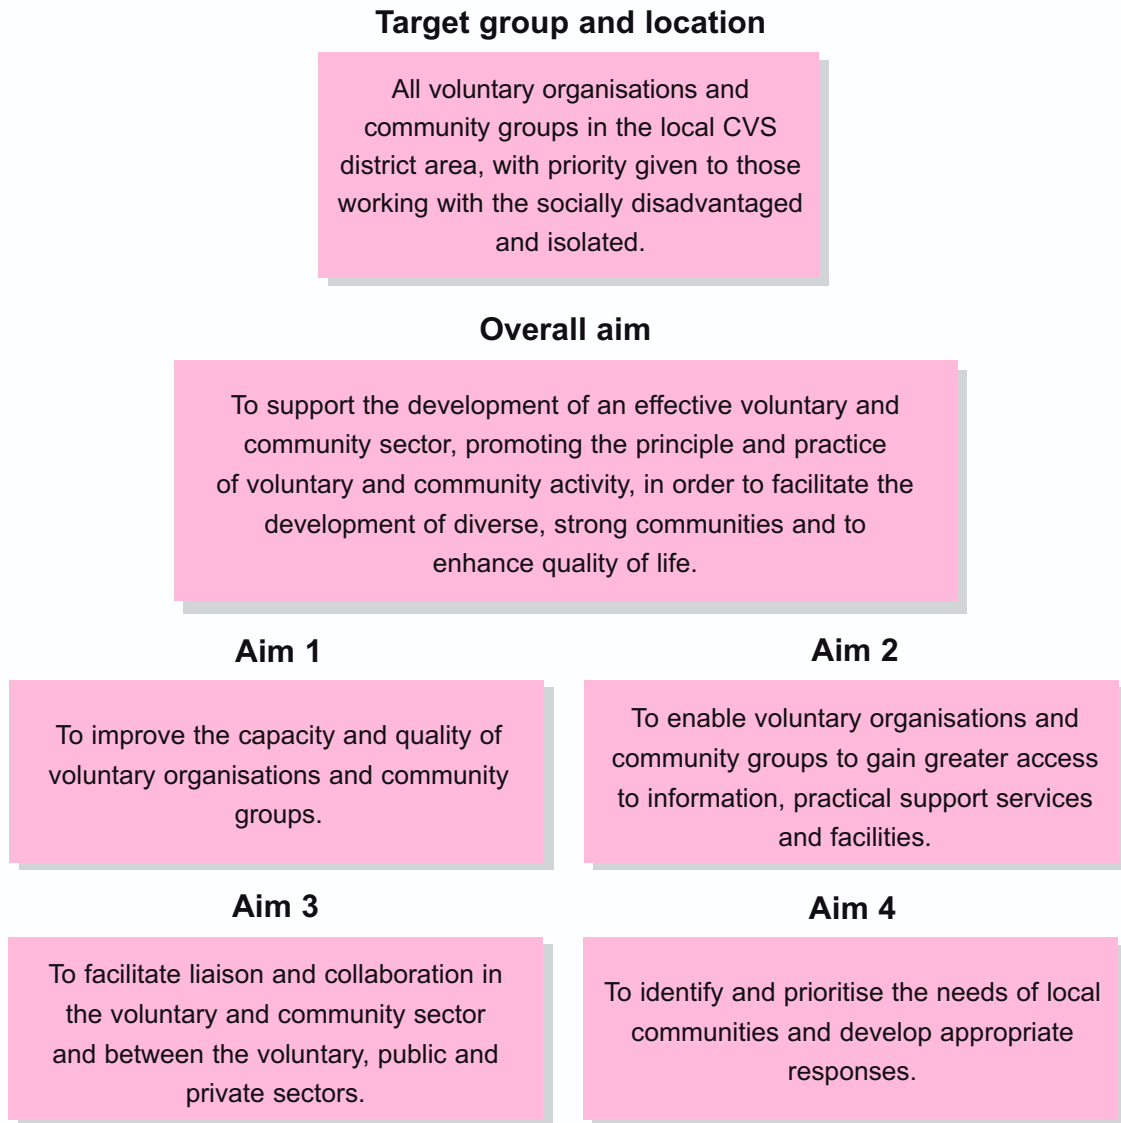 Target group and location
All voluntary organisations and
community groups in the local CVS
district area, with priority given to those
working with the socially disadvantaged
and isolated.
Overall aim
To support the development of an effective voluntary and
community sector, promoting the principle and practice
of voluntary and community activity, in order to facilitate the
development of diverse, strong communities and to
enhance quality of life.
Aim 1
To improve the capacity and quality of
voluntary organisations and community
groups.
Aim 2
To enable voluntary organisations and
community groups to gain greater access
to information, practical support services
and facilities.
Aim 3
To facilitate liaison and collaboration in
the voluntary and community sector
and between the voluntary, public and
private sectors.
Aim 4
To identify and prioritise the needs of local
communities and develop appropriate
responses.